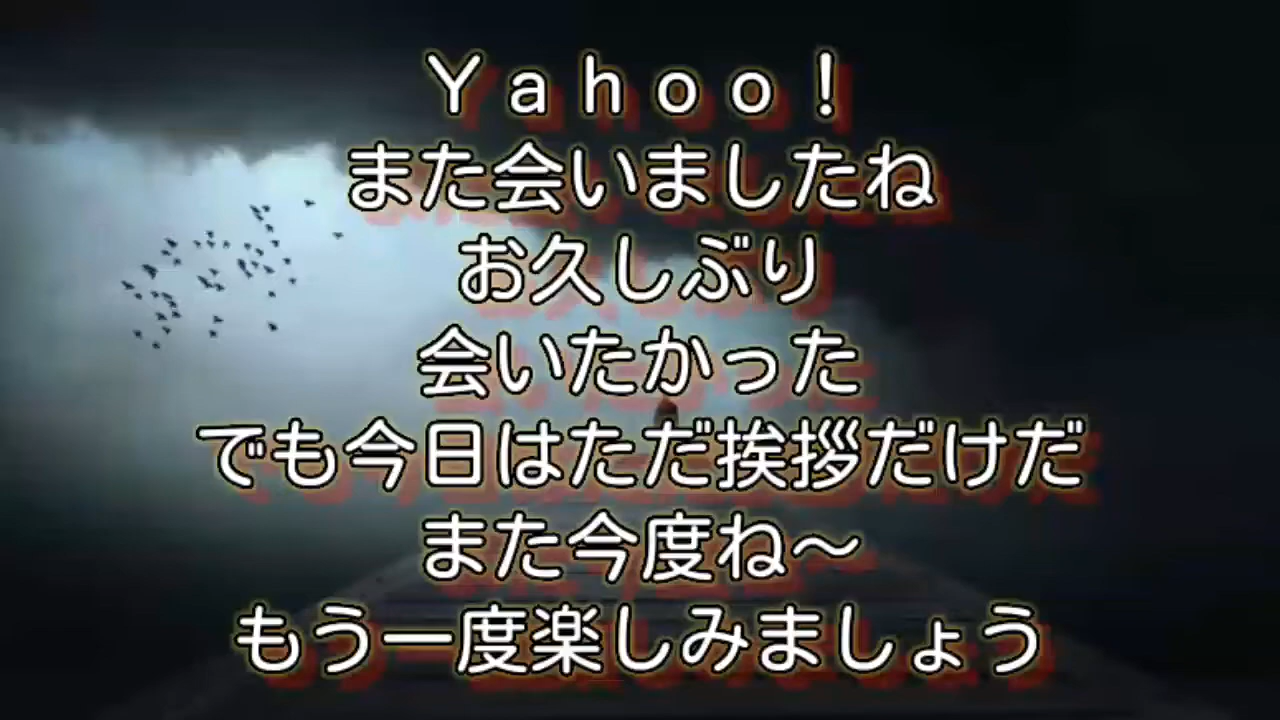 Ｙａｈｏｏ！
また会いましたね
お久しぶり
会いたかった
でも今日はただ挨拶だけだ
また今度ね～
もう一度楽しみましょう